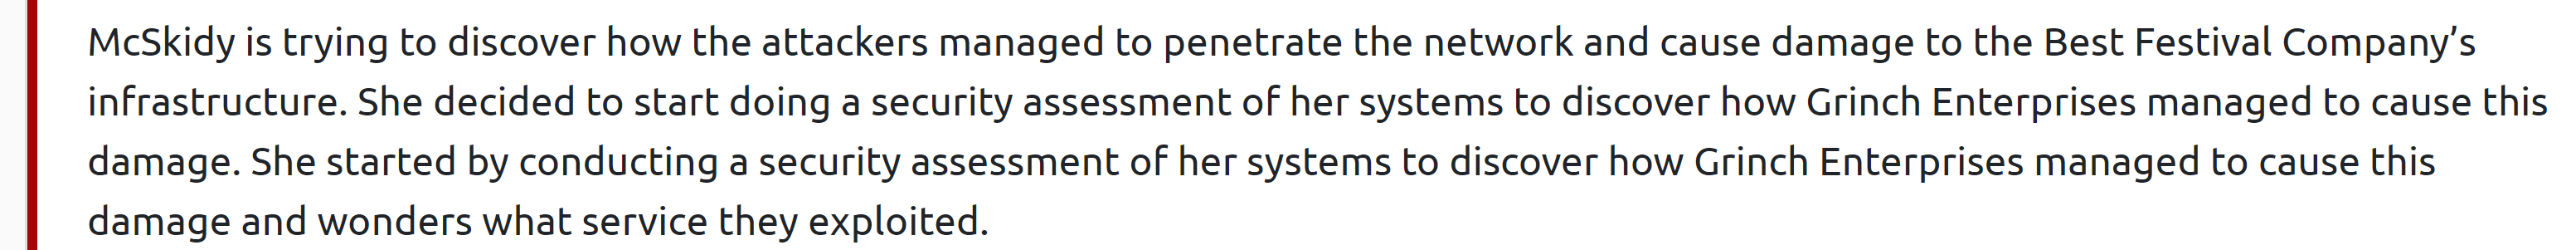 McSkidy is trying to discover how the attackers managed to penetrate the network and cause damage to the Best Festival Company’s
infrastructure. She decided to start doing a security assessment of her systems to discover how Grinch Enterprises managed to cause this
damage. She started by conducting a security assessment of her systems to discover how Grinch Enterprises managed to cause this
damage and wonders what service they exploited.